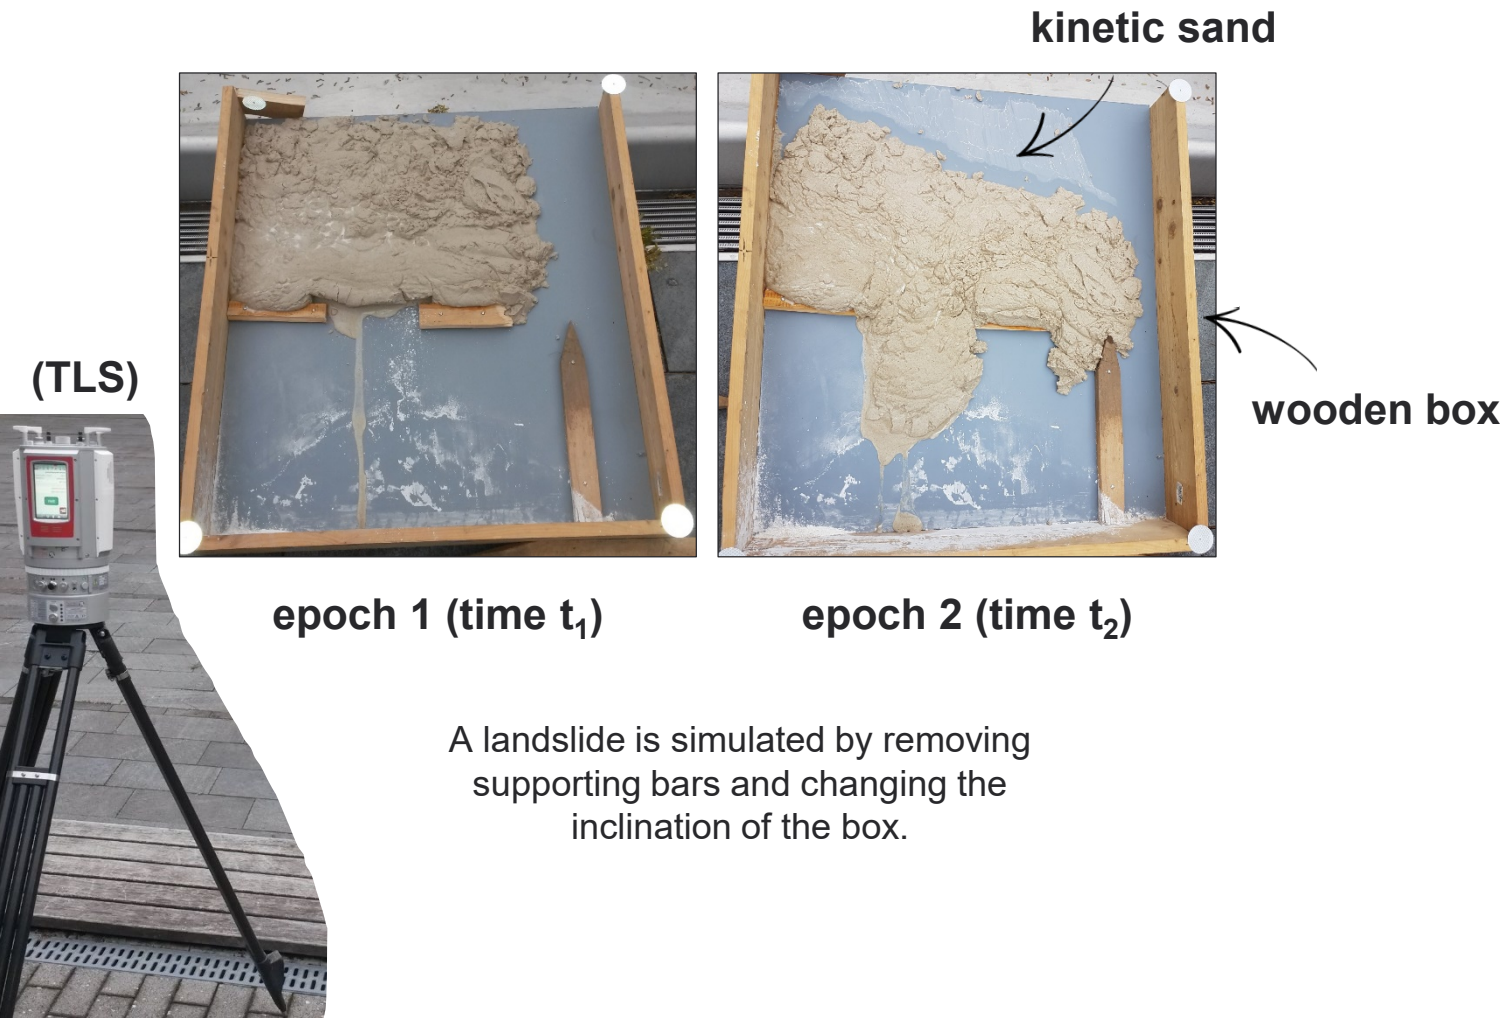 kinetic sand
(TLS)
wooden box
epoch 1 (time t₁)
epoch 2 (time t₂)
A landslide is simulated by removing
supporting bars and changing the
inclination of the box.